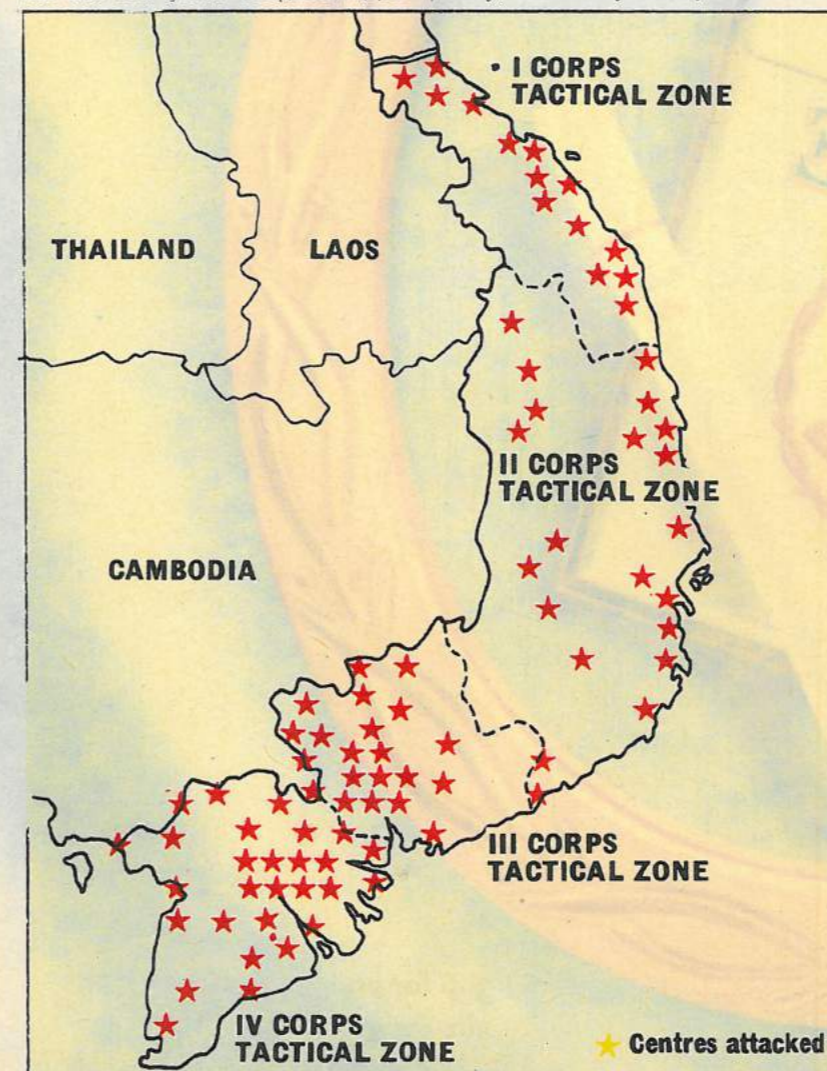 I CORPS
TACTICAL ZONE
THAILAND
LAOS
II CORPS
TACTICAL ZONE
CAMBODIA
III CORPS
TACTICAL ZONE
IV CORPS
TACTICAL ZONE
Centres attacked